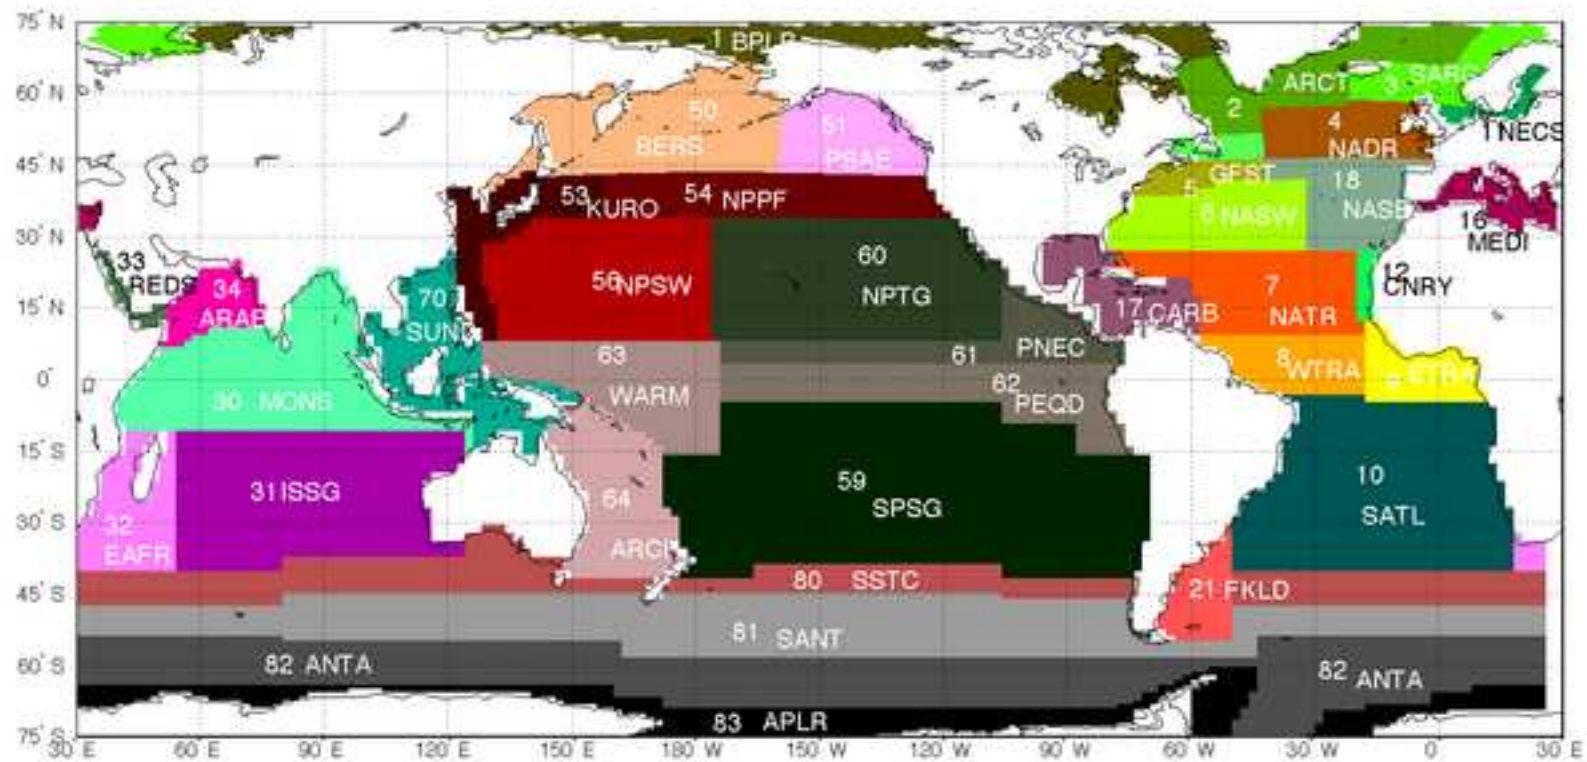 75° N
1 BPLR
ARCT
3 SARC
60° N
50
51
2
4
BERS
PSAE
NADR
1 NECS
45° N
53 KURO
54 NPPF
5 GFST
18
6 NASW
NASE
16
MEDI
30° N
33
REDS
34
ARAB
70
SUND
56 NPSW
60
NPTG
17 CARB
7
NATR
12
CNRY
15° N
63
WARM
61
PNEC
62
PEQD
8 WTRA
9 ETRA
0°
30 MONS
15° S
31 ISSG
64
59
SPSG
10
SATL
30° S
32
EAFR
ARCH
80 SSTC
21 FKLD
45° S
81 SANT
60° S
82 ANTA
82 ANTA
83 APLR
75° S
30° E
60° E
90° E
120° E
150° E
180° W
150° W
120° W
90° W
60° W
30° W
0°
30° E